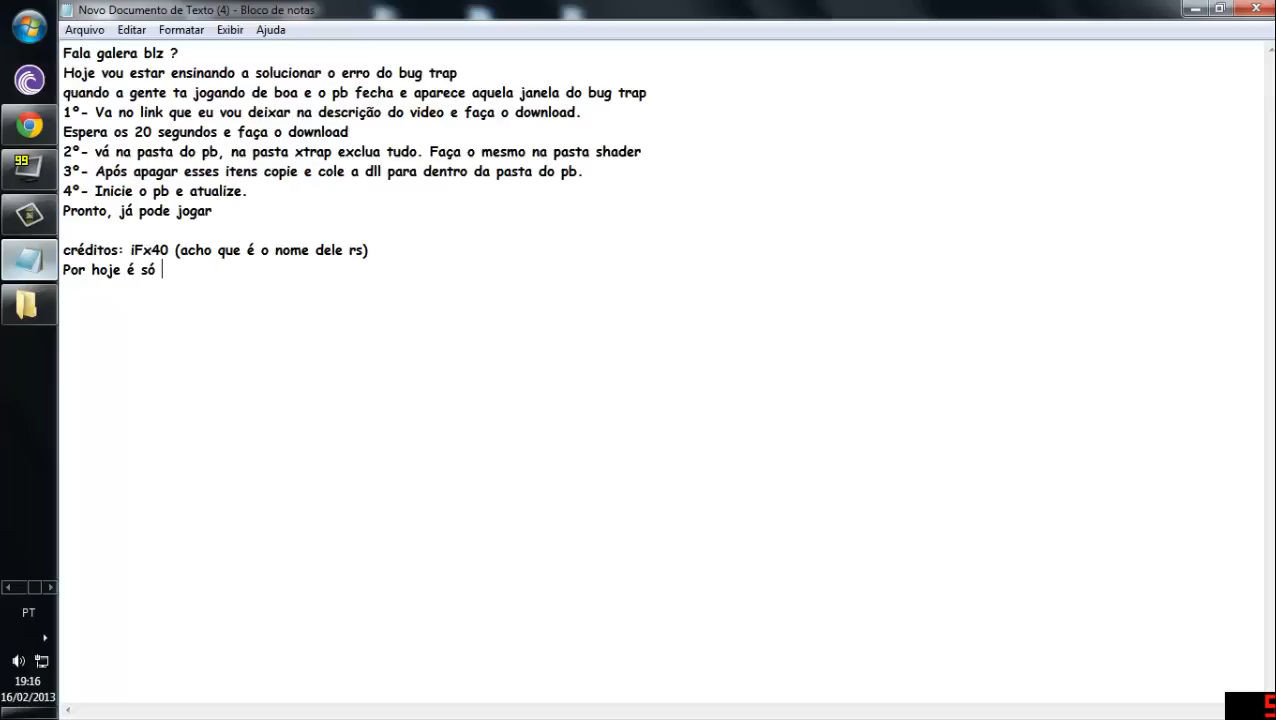 Novo Documento de Texto (4) - Bloco de notas
Arquivo Editar Formatar Exibir Ajuda
Fala galera blz ?
Hoje vou estar ensinando a solucionar o erro do bug trap
quando a gente ta jogando de boa e o pb fecha e aparece aquela janela do bug trap
1º- Va no link que eu vou deixar na descrição do video e faça o download.
Espera os 20 segundos e faça o download
2º- vá na pasta do pb, na pasta xtrap exclua tudo. Faça o mesmo na pasta shader
3º- Após apagar esses itens copie e cole a dll para dentro da pasta do pb.
4º- Inicie o pb e atualize.
Pronto, já pode jogar
créditos: iFx40 (acho que é o nome dele rs)
Por hoje é só
99
PT
19:16
16/02/2013